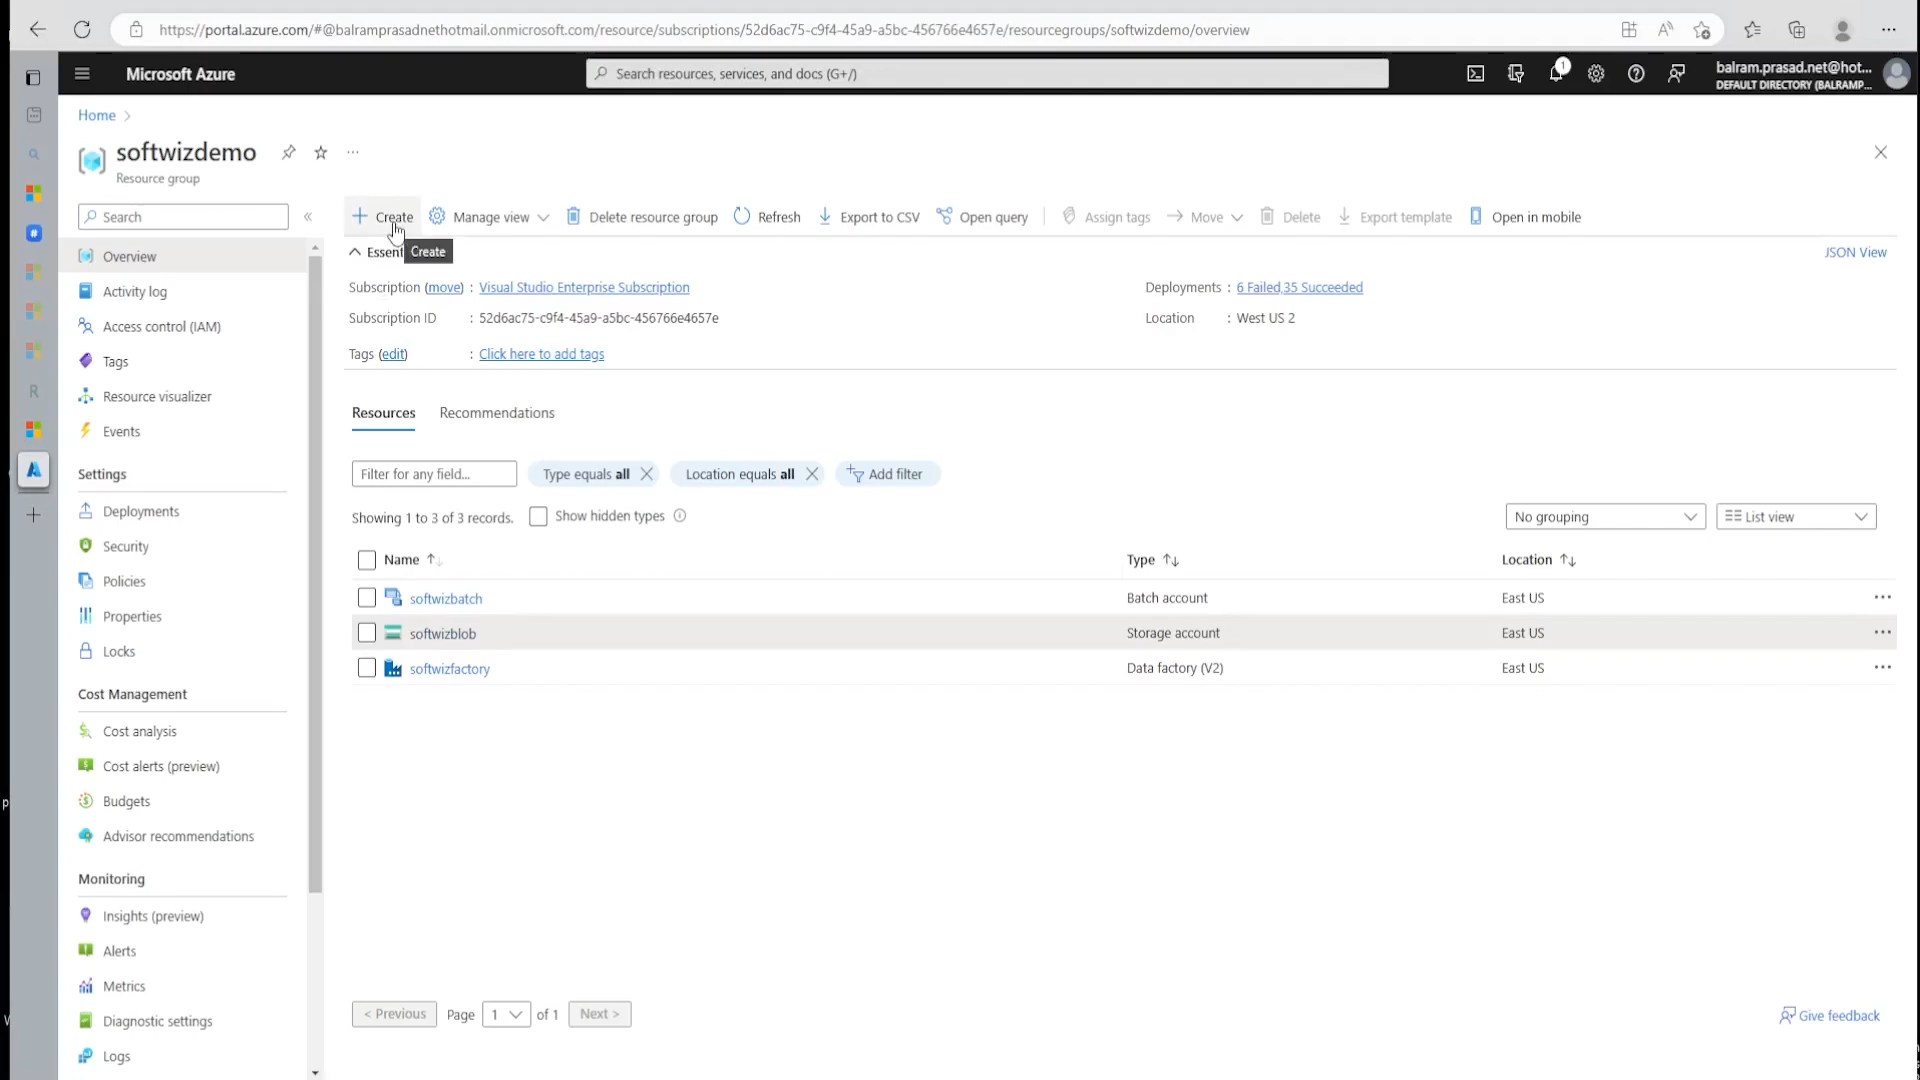 https://portal.azure.com/#@balramprasadnethotmail.onmicrosoft.com/resource/subscriptions/52d6ac75-c9f4-45a9-a5bc-456766e4657e/resourcegroups/softwizdemo/overview
Microsoft Azure
Search resources, services, and docs (G+/)
1
balram.prasad.net@hot...
DEFAULT DIRECTORY (BALRAMP...
Home
softwizdemo
Resource group
Search
Create
Manage view
Delete resource group
Refresh
Export to CSV
Open query
Assign tags
Move
Delete
Export template
Open in mobile
Essent
Create
JSON View
Subscription (move) : Visual Studio Enterprise Subscription
Deployments : 6 Failed,35 Succeeded
Subscription ID : 52d6ac75-c9f4-45a9-a5bc-456766e4657e
Location : West US 2
Tags (edit) : Click here to add tags
Overview
Activity log
Access control (IAM)
Tags
Resource visualizer
Events
Settings
Deployments
Security
Policies
Properties
Locks
Cost Management
Cost analysis
Cost alerts (preview)
Budgets
Advisor recommendations
Monitoring
Insights (preview)
Alerts
Metrics
Diagnostic settings
Logs
Resources
Recommendations
Filter for any field...
Type equals all
Location equals all
Add filter
Showing 1 to 3 of 3 records.
Show hidden types
No grouping
List view
Name
Type
Location
softwizbatch
Batch account
East US
softwizblob
Storage account
East US
softwizfactory
Data factory (V2)
East US
< Previous
Page
1
of 1
Next >
Give feedback